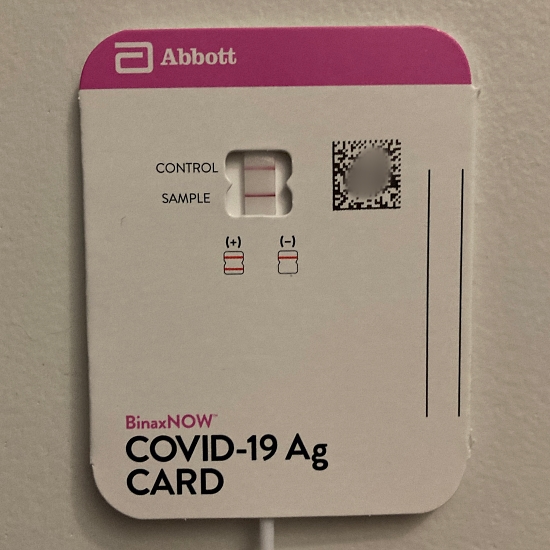 Abbott
CONTROL
SAMPLE
(+) (-)
BinaxNOW™
COVID-19 Ag
CARD